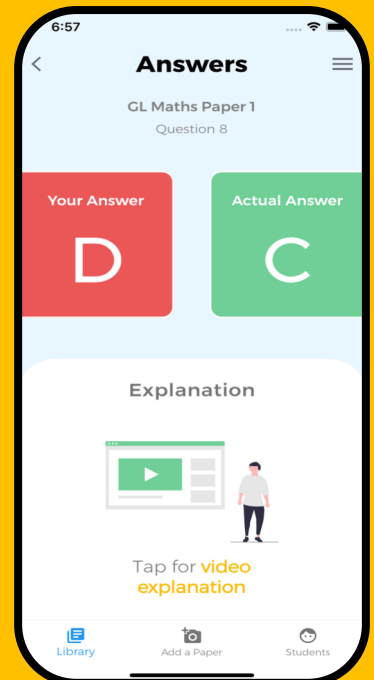 6:57
Answers
GL Maths Paper 1
Question 8
Your Answer
D
Actual Answer
C
Explanation
Tap for video
explanation
Library
Add a Paper
Students